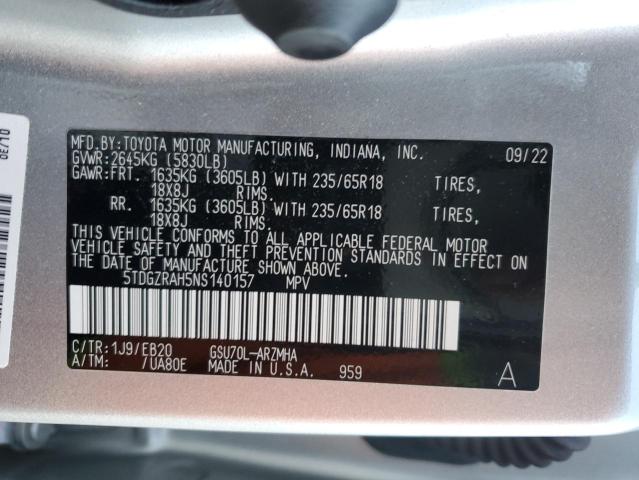 MFD.BY:TOYOTA MOTOR MANUFACTURING, INDIANA, INC. 09/22
GVWR:2645KG (5830LB)
GAWR:FRT. 1635KG (3605LB) WITH 235/65R18 TIRES,
18X8J RIMS.
RR. 1635KG (3605LB) WITH 235/65R18 TIRES,
18X8J RIMS.
THIS VEHICLE CONFORMS TO ALL APPLICABLE FEDERAL MOTOR
VEHICLE SAFETY AND THEFT PREVENTION STANDARDS IN EFFECT ON THE
DATE OF MANUFACTURE SHOWN ABOVE.
5TDGZRAH5NS140157 MPV
C/TR:1J9/EB20 GSU70L-ARZMHA
A/TM: /UA80E MADE IN U.S.A. 959 A